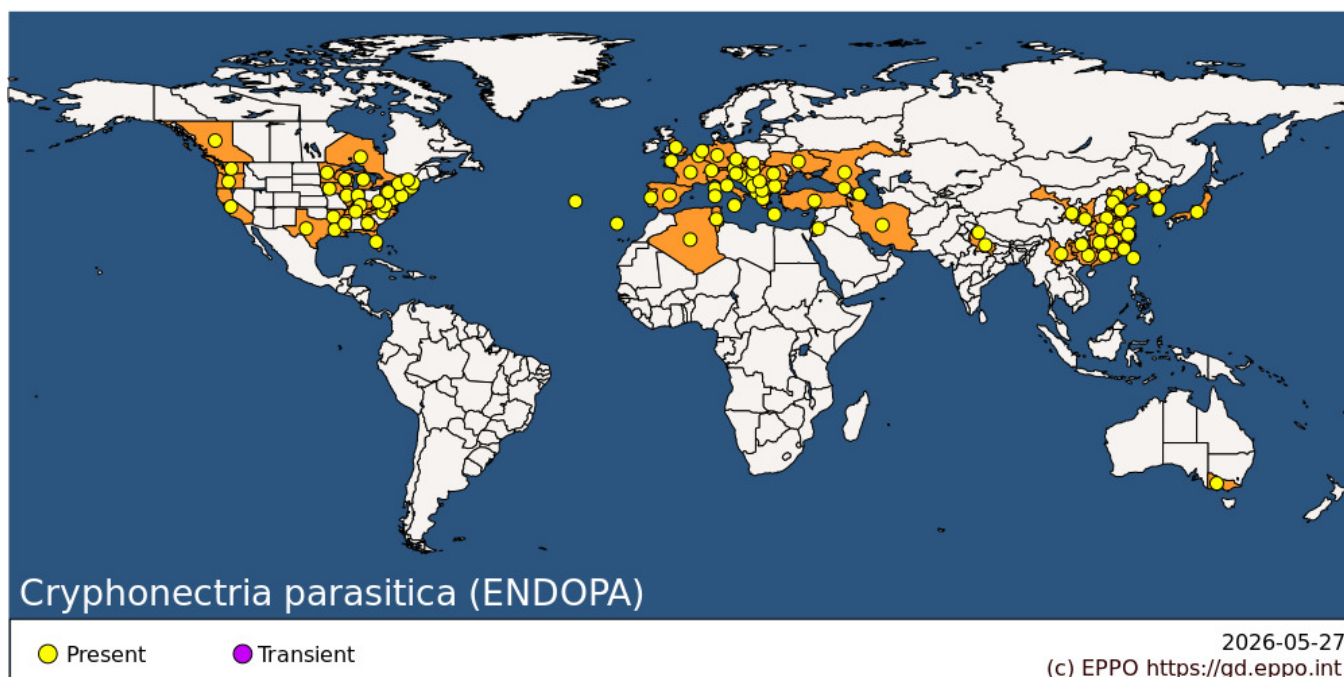 Cryphonectria parasitica (ENDOPA)
Present
Transient
2026-05-27
(c) EPPO https://gd.eppo.int